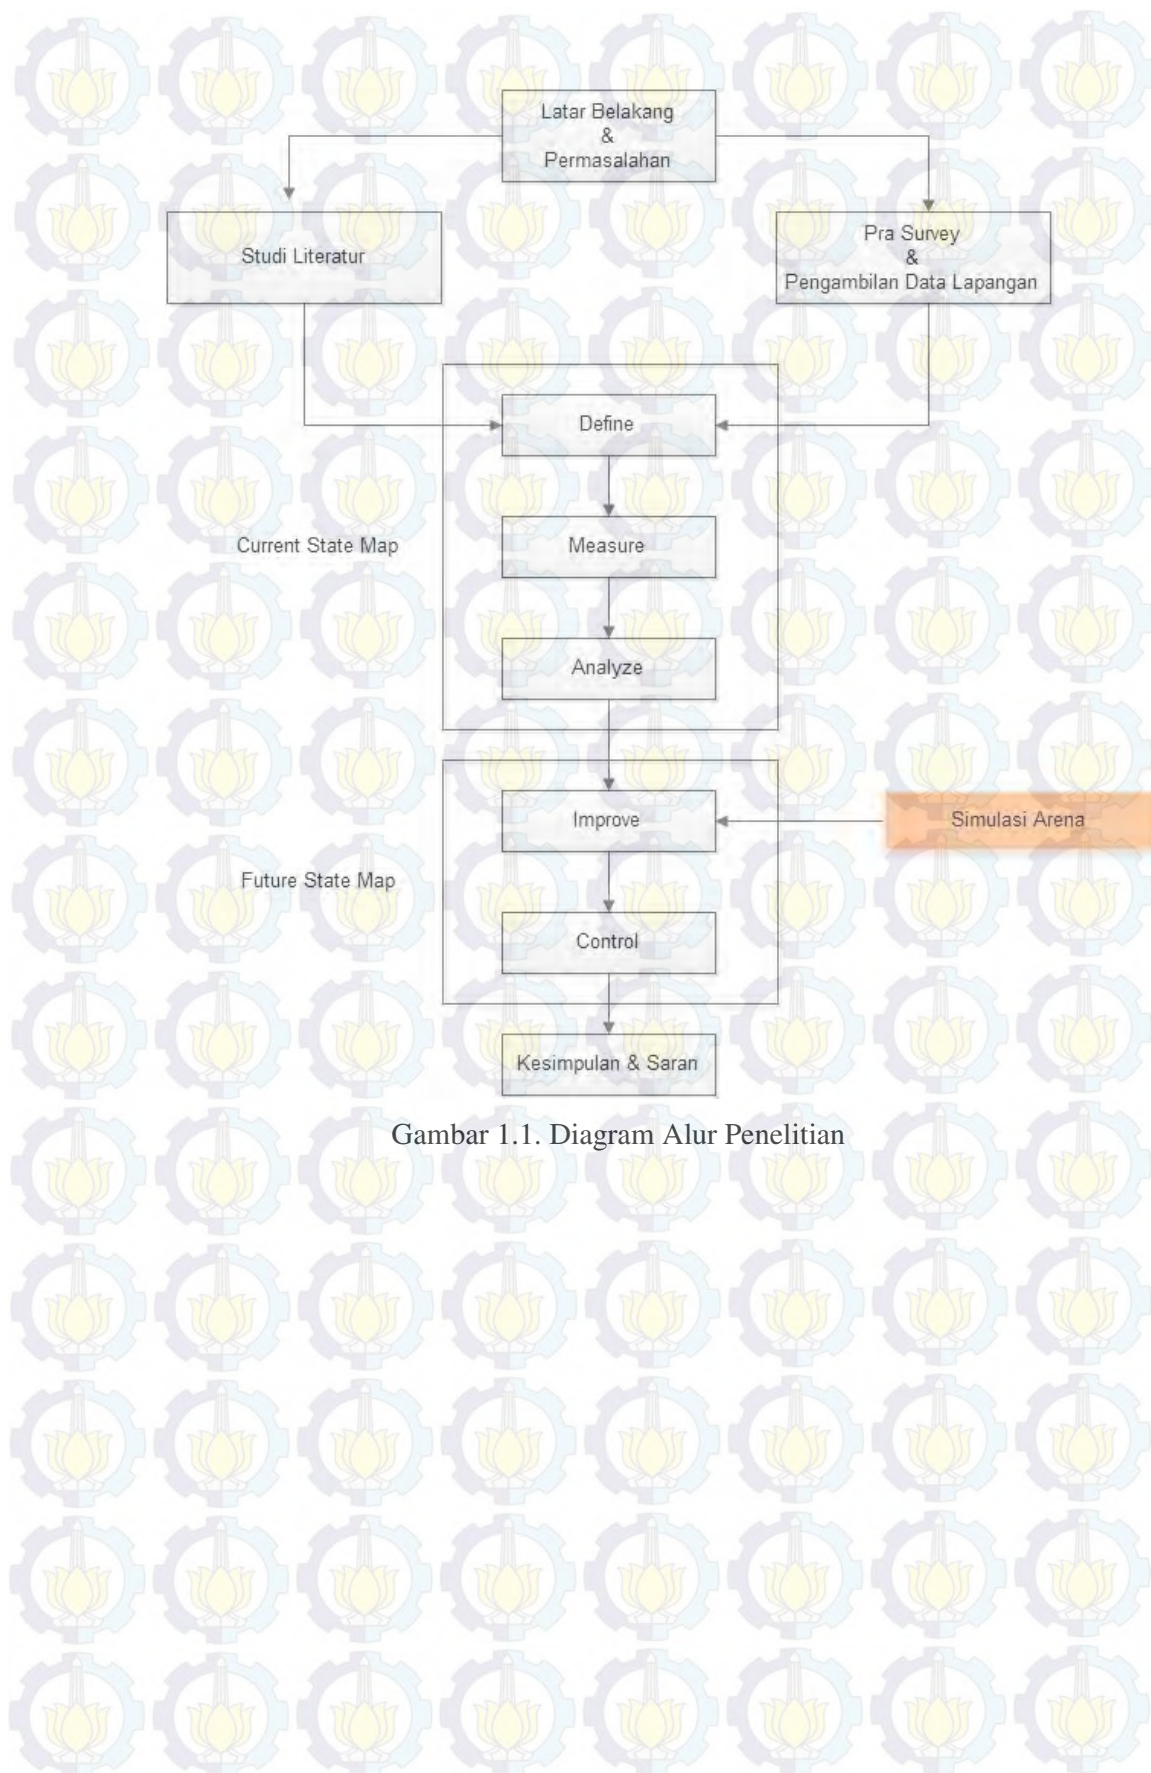 Latar Belakang
&
Permasalahan
Studi Literatur
Pra Survey
&
Pengambilan Data Lapangan
Define
Current State Map
Measure
Analyze
Improve
Simulasi Arena
Future State Map
Control
Kesimpulan & Saran
Gambar 1.1. Diagram Alur Penelitian